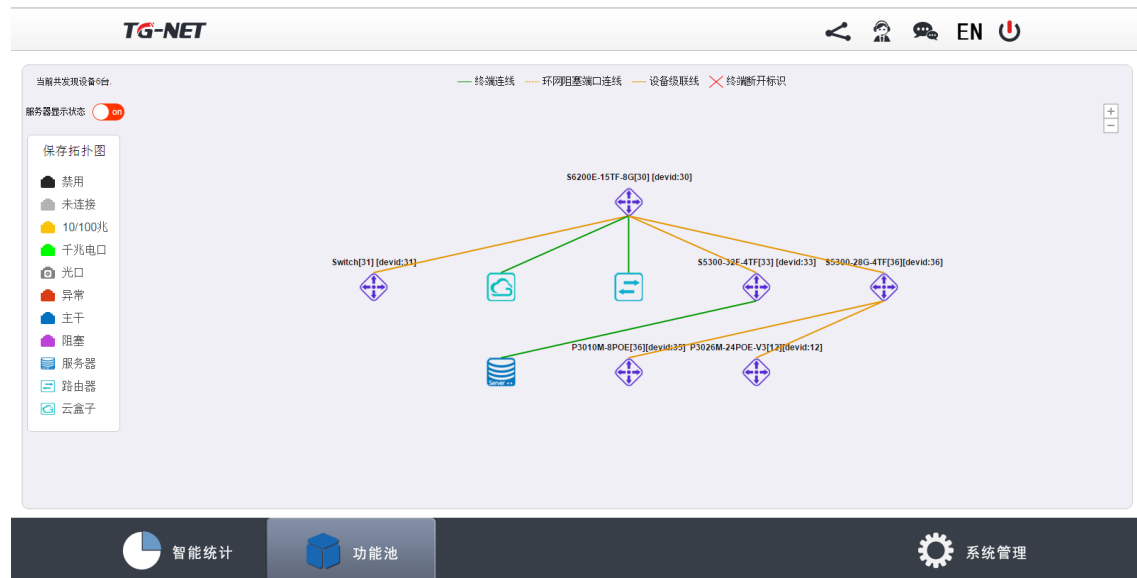 TG-NET
EN
当前共发现设备6台.
终端连线 环网阻塞端口连线 设备级联线 终端断开标识
服务器显示状态 on
+
−
保存拓扑图
禁用
未连接
10/100兆
千兆电口
光口
异常
主干
阻塞
服务器
路由器
云盒子
S6200E-15TF-8G[30] [devid:30]
Switch[31] [devid:31]
S5300-32F-4TF[33] [devid:33]
S5300-28G-4TF[36][devid:36]
P3010M-8POE[36][devid:35]
P3026M-24POE-V3[12][devid:12]
Server ++
智能统计
功能池
系统管理